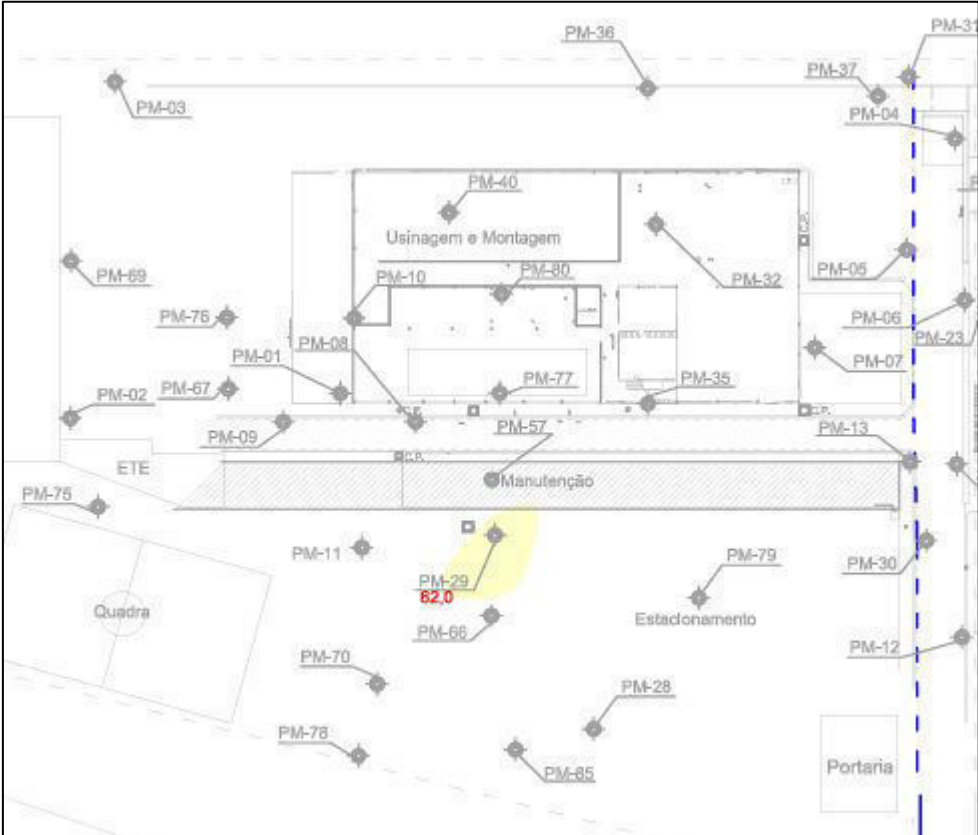 PM-36
PM-31
PM-37
PM-03
PM-04
PM-40
Usinagem e Montagem
C.P.
PM-69
PM-10
PM-80
PM-32
PM-05
PM-76
PM-06
PM-08
PM-23
PM-01
PM-07
PM-02
PM-67
PM-77
PM-35
C.P.
C.P.
PM-09
PM-57
PM-13
C.P.
ETE
Manutenção
PM-75
PM-11
PM-79
PM-30
PM-29
62,0
Quadra
PM-66
Estacionamento
PM-12
PM-70
PM-28
PM-78
PM-85
Portaria